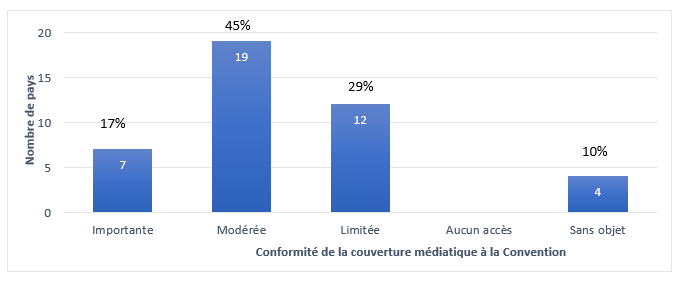 20
45%
19
15
29%
17%
12
10
10%
7
5
4
0
Importante
Modérée
Limitée
Aucun accès
Sans objet
Nombre de pays
Conformité de la couverture médiatique à la Convention